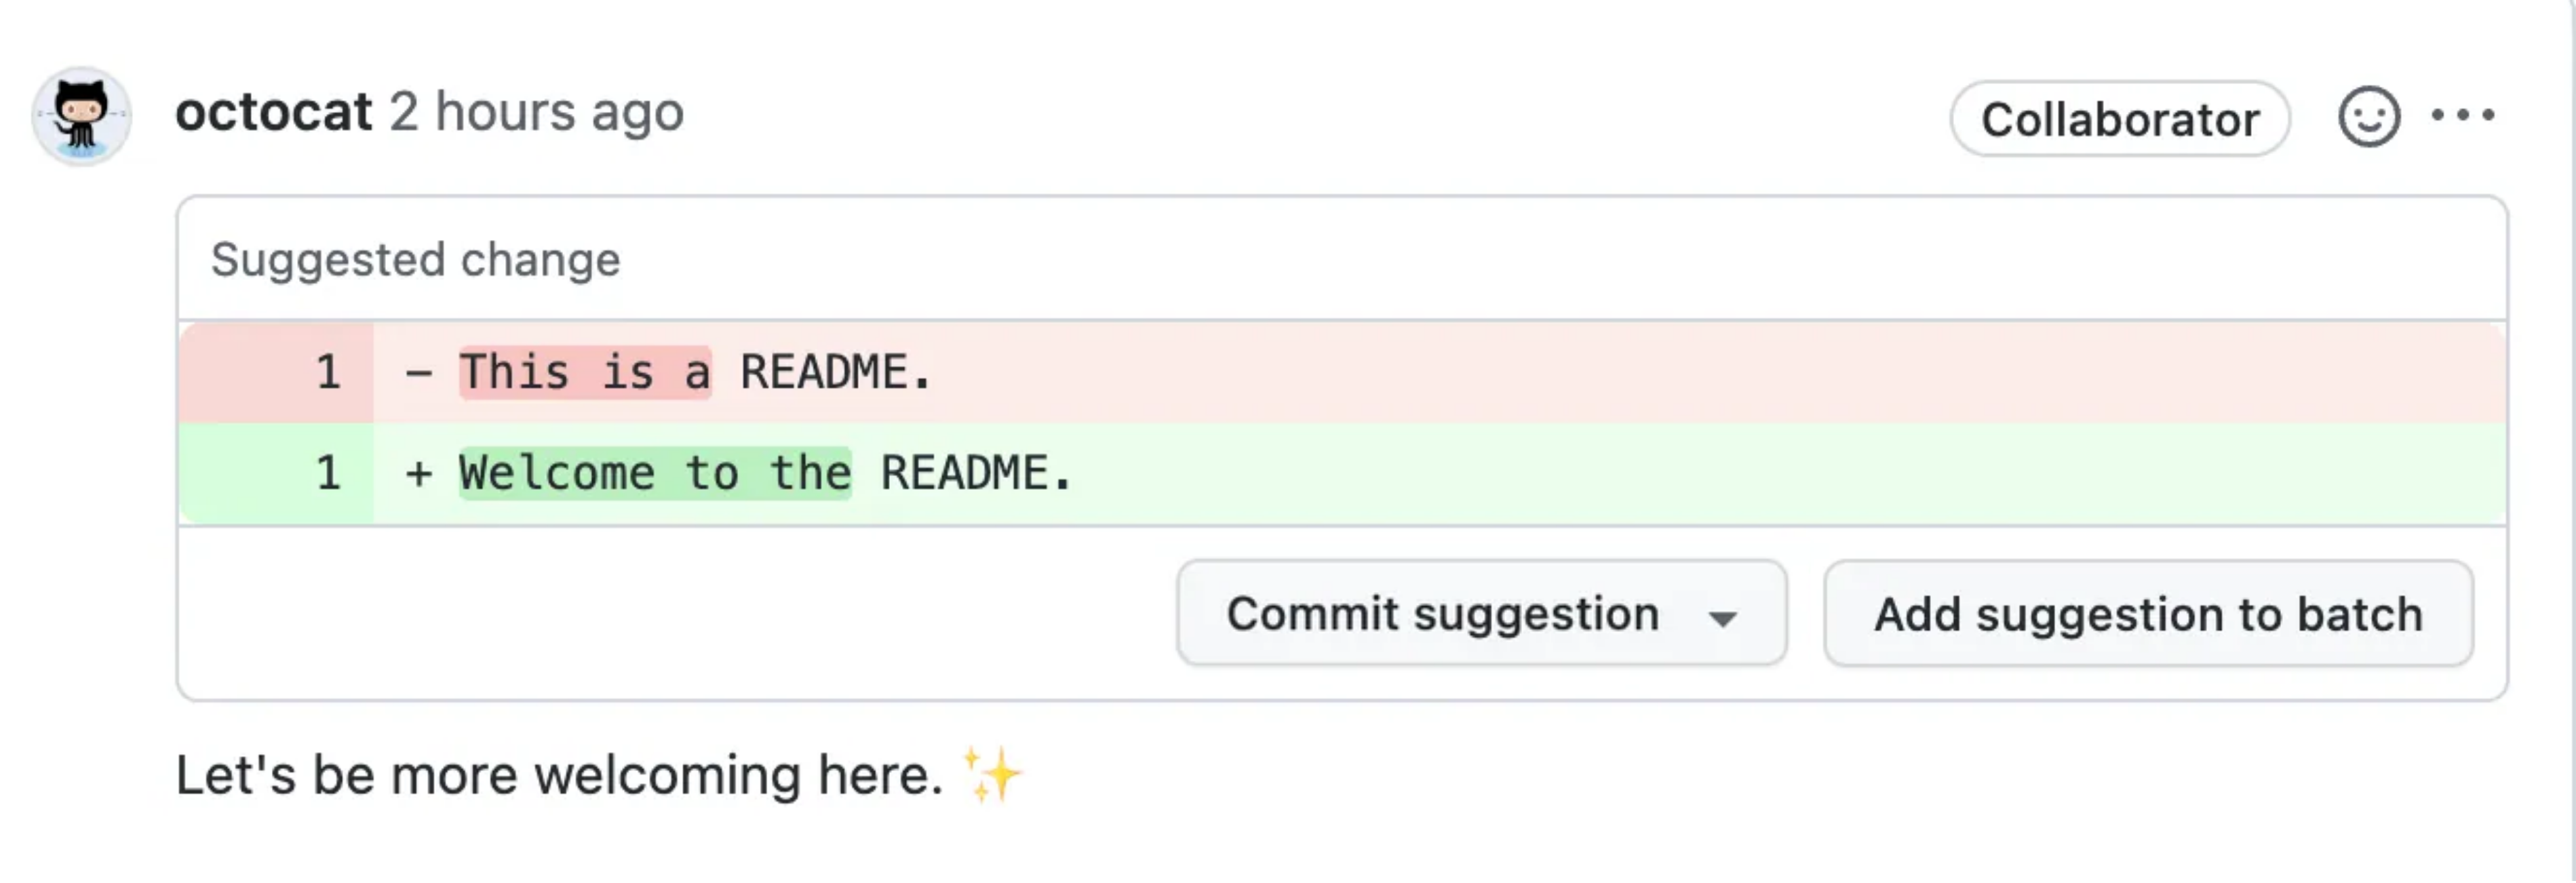 octocat 2 hours ago
Collaborator
Suggested change
1 - This is a README.
1 + Welcome to the README.
Commit suggestion
Add suggestion to batch
Let's be more welcoming here. ✨